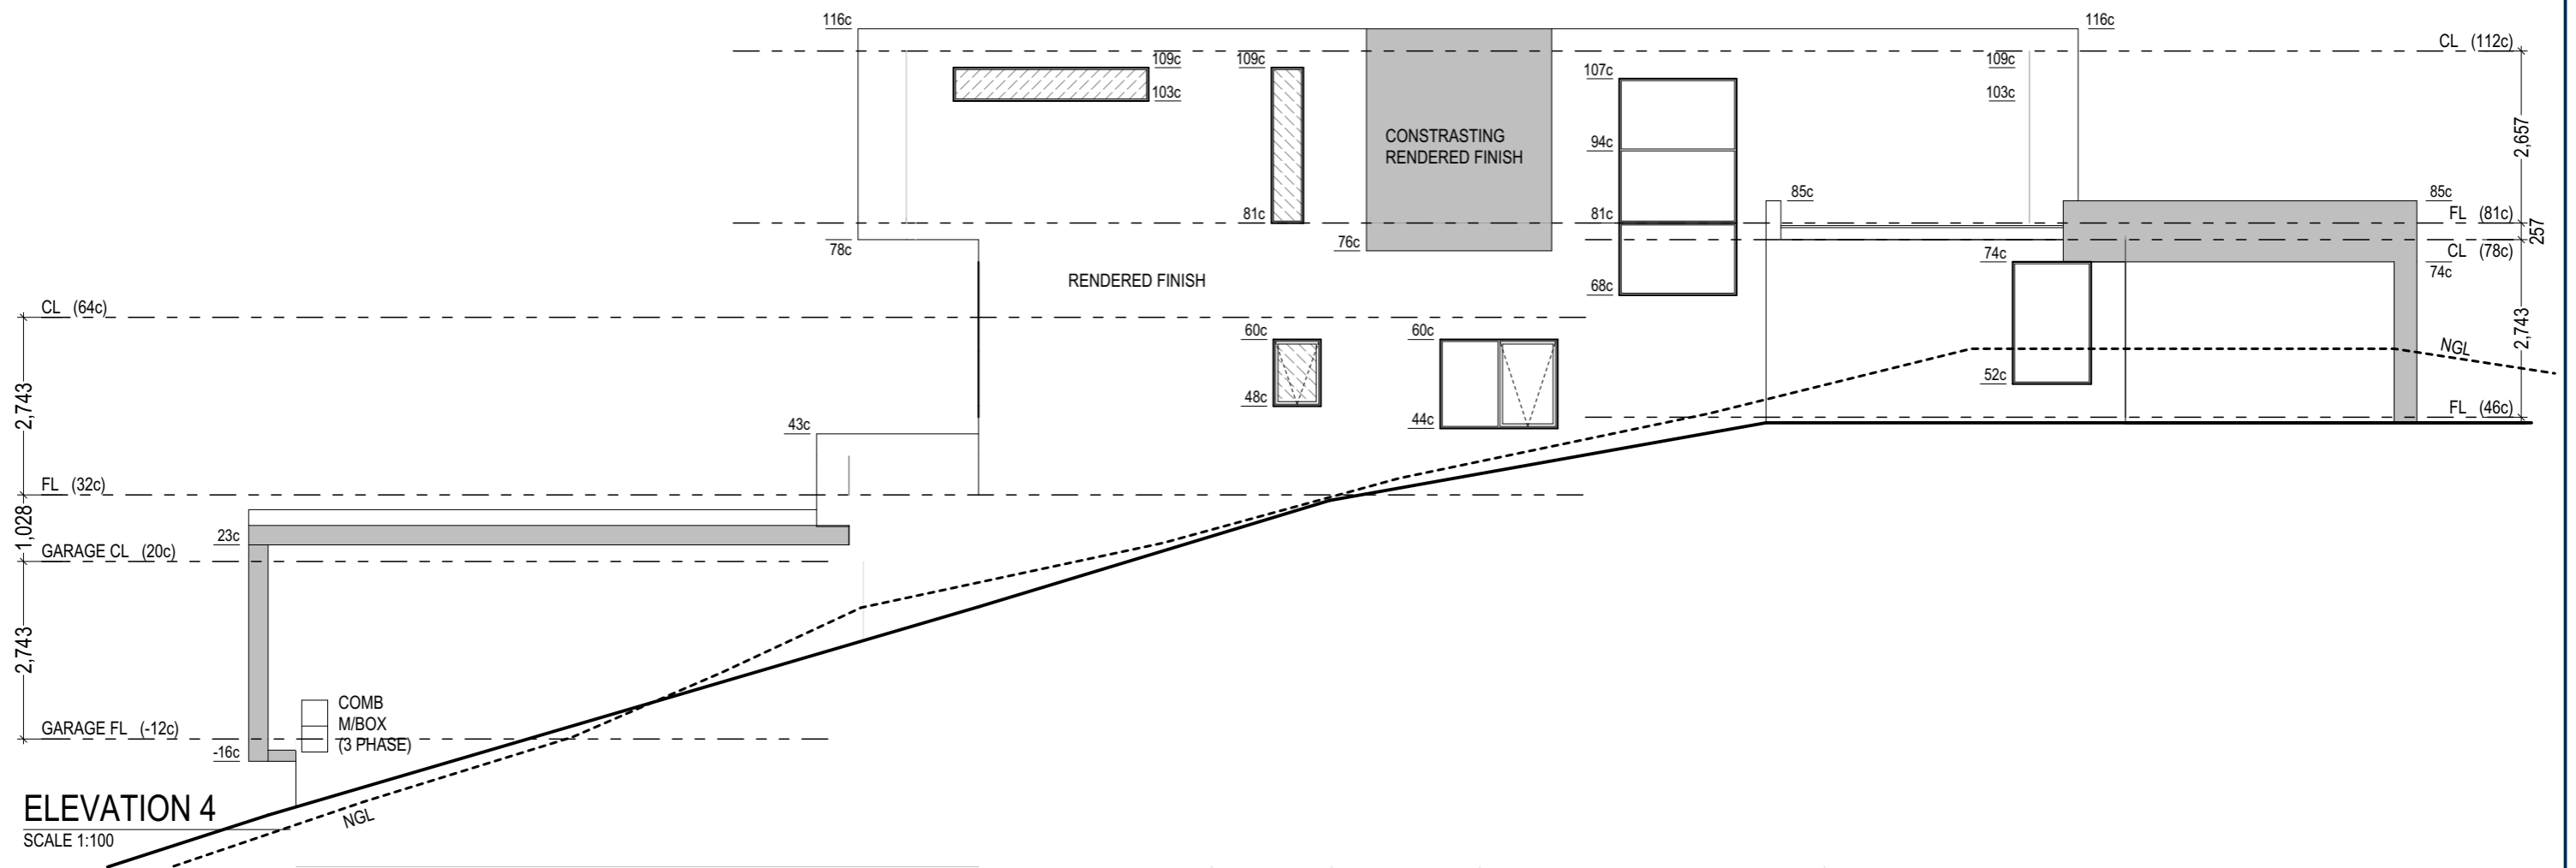 116c
116c
CL (112c)
109c
103c
109c
107c
109c
103c
CONSTRASTING
RENDERED FINISH
94c
2,657
81c
81c
85c
85c
FL (81c)
78c
76c
257
CL (78c)
74c
74c
RENDERED FINISH
68c
CL (64c)
60c
60c
NGL
2,743
52c
48c
44c
FL (46c)
2,743
43c
FL (32c)
1,028
23c
GARAGE CL (20c)
2,743
COMB
M/BOX
(3 PHASE)
GARAGE FL (-12c)
-16c
ELEVATION 4
SCALE 1:100
NGL